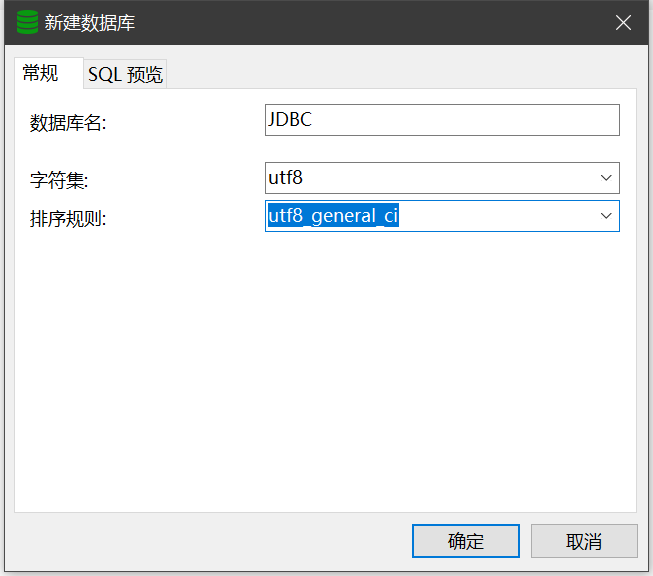 新建数据库
常规
SQL 预览
数据库名:
JDBC
字符集:
utf8
排序规则:
utf8_general_ci
确定
取消